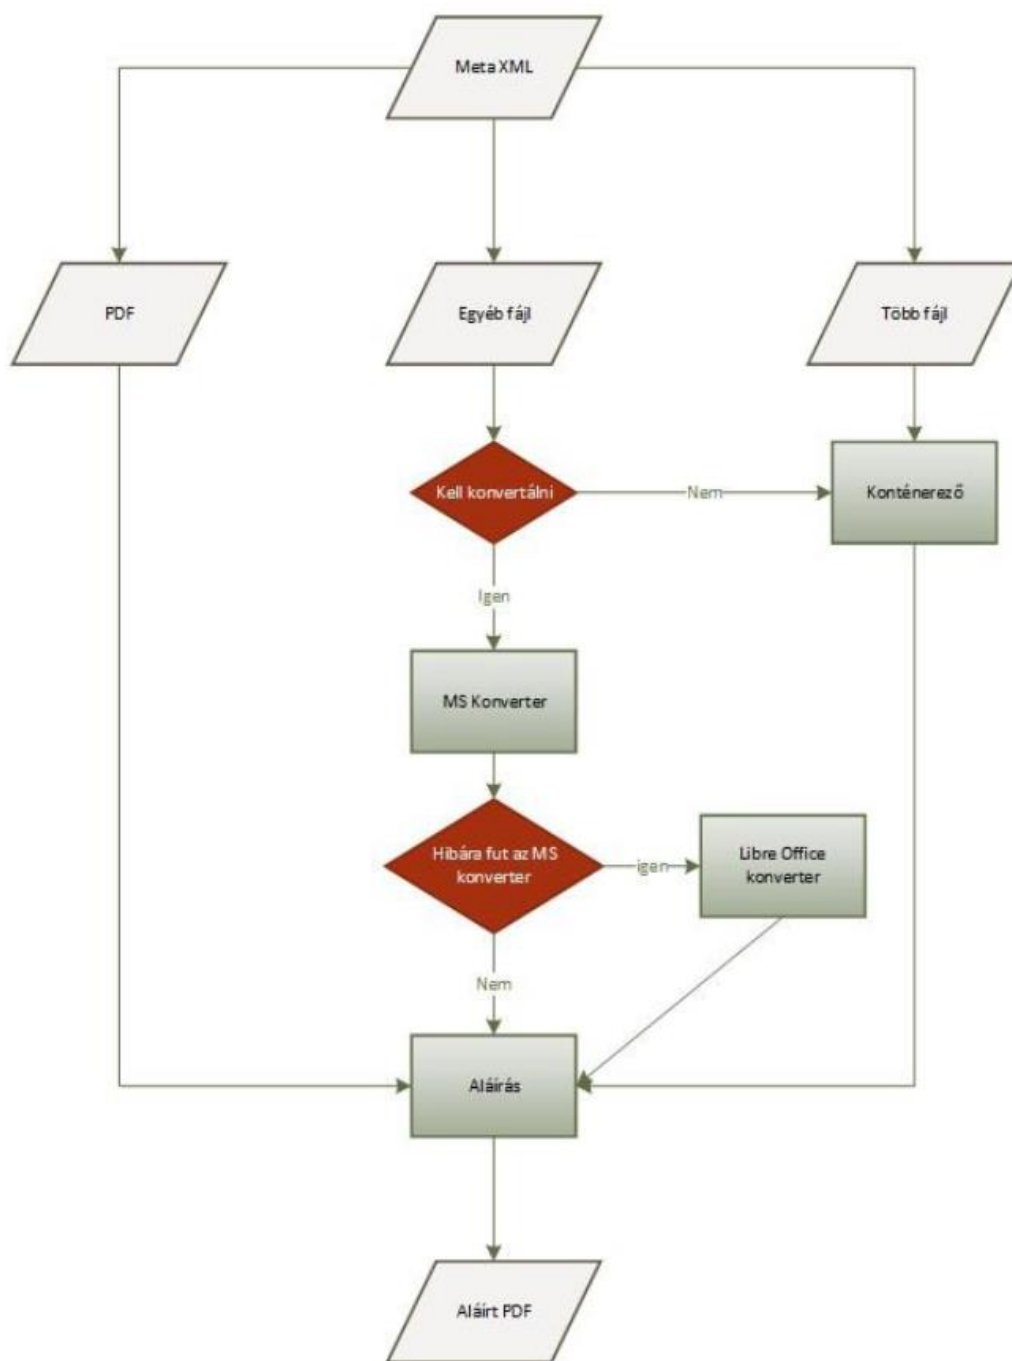 Meta XML
PDF
Egyéb fájl
Több fájl
Kell konvertálni
Nem
Konténerező
Igen
MS Konverter
Hibára fut az MS
konverter
igen
Libre Office
konverter
Nem
Aláírás
Aláírt PDF